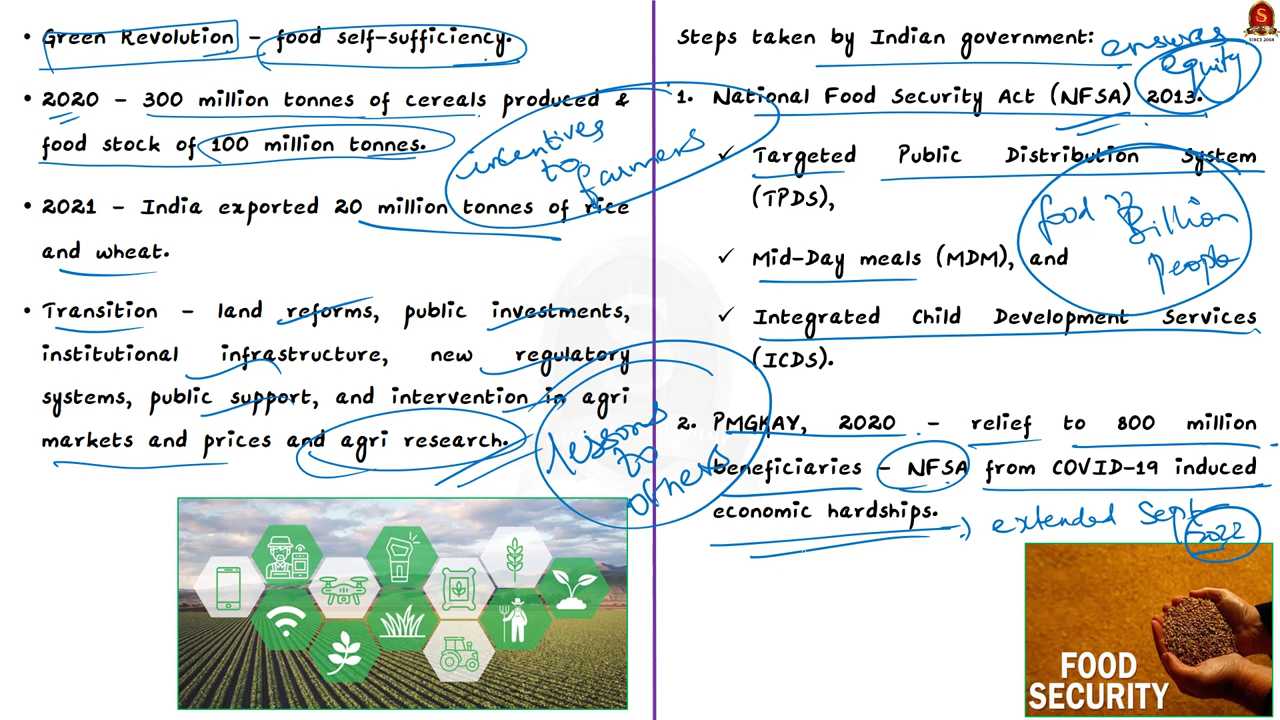 • Green Revolution – food self-sufficiency.
• 2020 – 300 million tonnes of cereals produced &
food stock of 100 million tonnes.
incentives
to
farmers
• 2021 – India exported 20 million tonnes of rice
and wheat.
• Transition – land reforms, public investments,
institutional infrastructure, new regulatory
systems, public support, and intervention in agri
markets and prices and agri research.
lessons
to
others
Steps taken by Indian government:
ensures
equity
1. National Food Security Act (NFSA) 2013.
✓ Targeted Public Distribution System
(TPDS),
✓ Mid-Day meals (MDM), and
food
Billion
people
✓ Integrated Child Development Services
(ICDS).
2. PMGKAY, 2020 – relief to 800 million
beneficiaries – NFSA from COVID-19 induced
economic hardships.
extended Sept
2022
FOOD
SECURITY
S
SINCE 2004